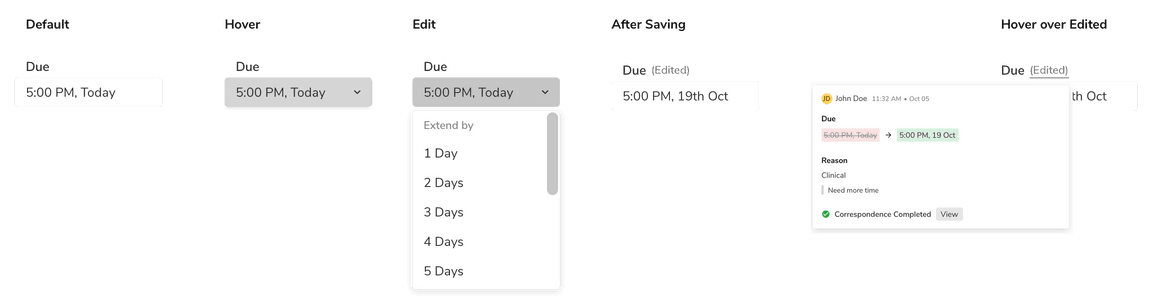 Default
Hover
Edit
After Saving
Hover over Edited
Due
5:00 PM, Today
Due
5:00 PM, Today
Due
5:00 PM, Today
Extend by
1 Day
2 Days
3 Days
4 Days
5 Days
Due (Edited)
5:00 PM, 19th Oct
Due (Edited)
th Oct
JD John Doe 11:32 AM • Oct 05
Due
5:00 PM, Today → 5:00 PM, 19 Oct
Reason
Clinical
Need more time
Correspondence Completed View